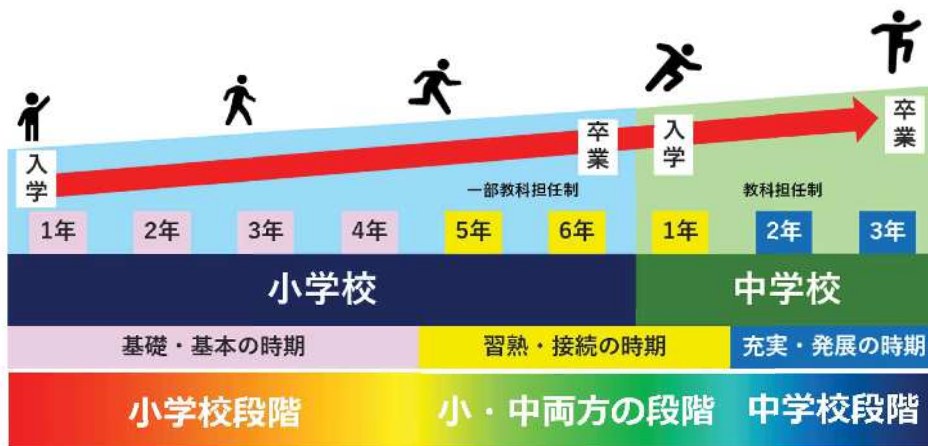 入学
卒業
入学
卒業
一部教科担任制
教科担任制
1年
2年
3年
4年
5年
6年
1年
2年
3年
小学校
中学校
基礎・基本の時期
習熟・接続の時期
充実・発展の時期
小学校段階
小・中両方の段階
中学校段階